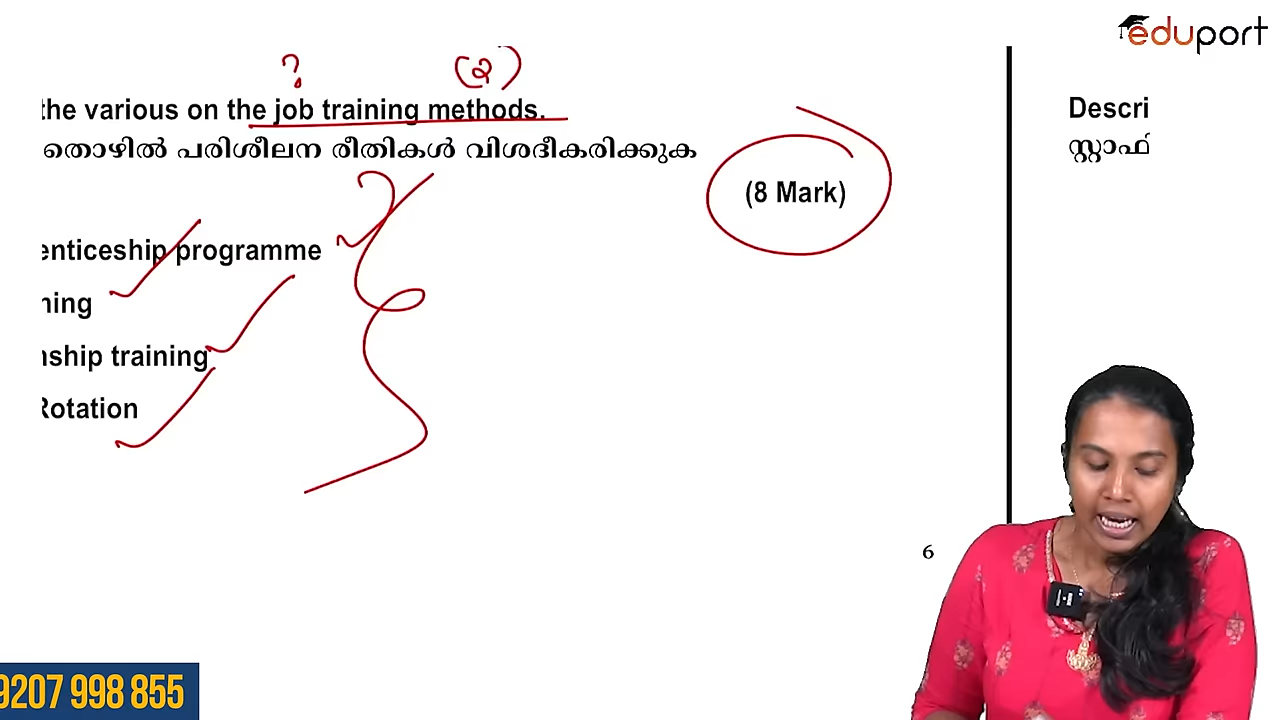 eduport
? (2)
the various on the job training methods.
തൊഴിൽ പരിശീലന രീതികൾ വിശദീകരിക്കുക
(8 Mark)
enticeship programme
ning
nship training
Rotation
Descri
സ്റ്റാഫി
6
9207 998 855